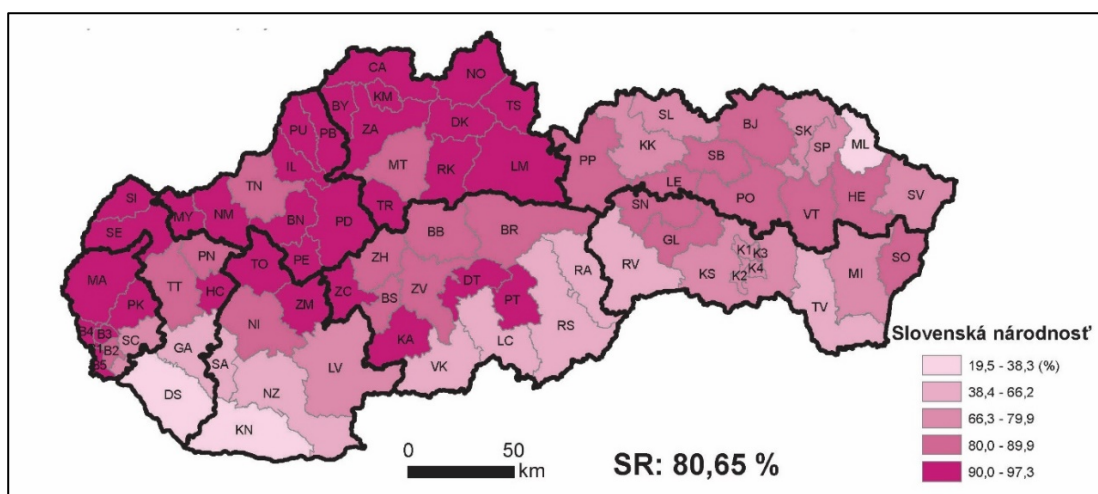 CA
NO
BY
KM
TS
PU
PB
ZA
DK
IL
MT
RK
LM
TN
SI
SE
MY
NM
BN
PD
TR
PE
SL
KK
BJ
SK
SP
ML
PP
SB
LE
PO
VT
HE
SV
SN
GL
K1
K3
K4
K2
KS
RV
TV
MI
SO
BB
BR
ZH
BS
ZV
DT
PT
RA
RS
LC
VK
KA
ZC
ZM
TO
PN
TT
HC
MA
PK
B4
B3
B2
B5
SC
GA
SA
NI
LV
NZ
DS
KN
Slovenská národnosť
19,5 - 38,3 (%)
38,4 - 66,2
66,3 - 79,9
80,0 - 89,9
90,0 - 97,3
0 50
km
SR: 80,65 %